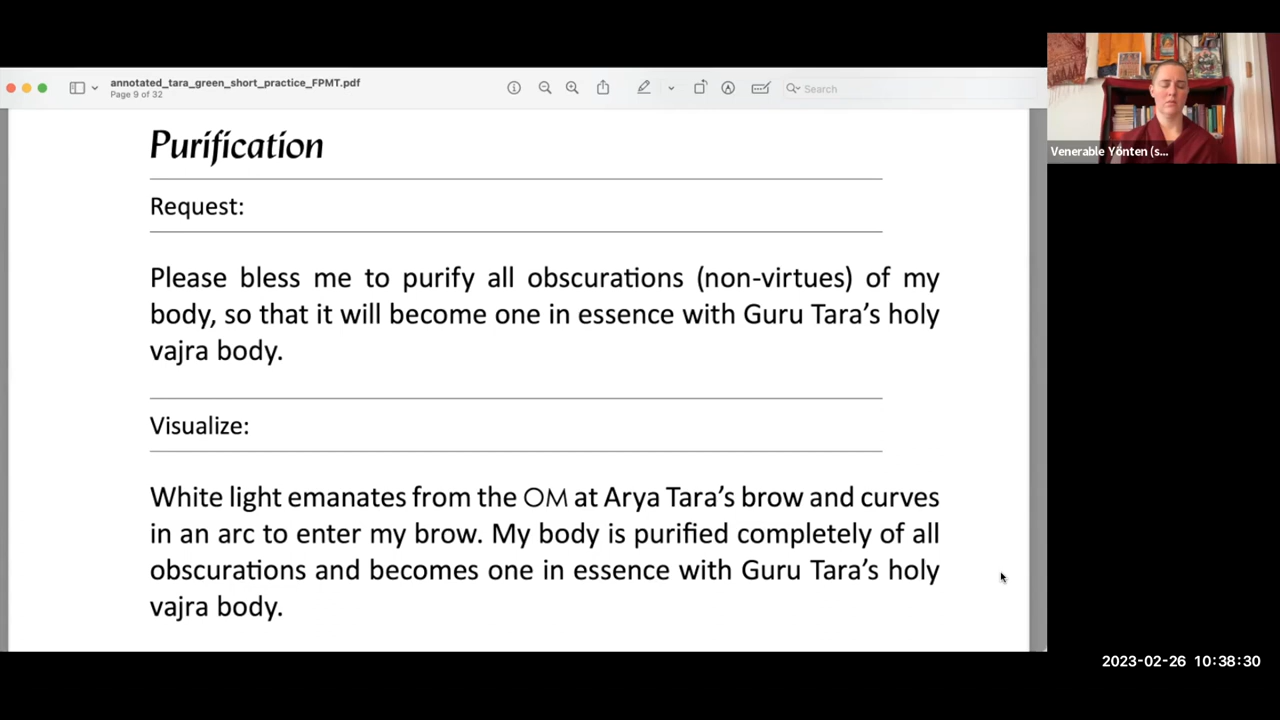 annotated_tara_green_short_practice_FPMT.pdf
Page 9 of 32
Search
Purification
Request:
Please bless me to purify all obscurations (non-virtues) of my
body, so that it will become one in essence with Guru Tara's holy
vajra body.
Visualize:
White light emanates from the OM at Arya Tara's brow and curves
in an arc to enter my brow. My body is purified completely of all
obscurations and becomes one in essence with Guru Tara's holy
vajra body.
Venerable Yönten (s...
2023-02-26 10:38:30